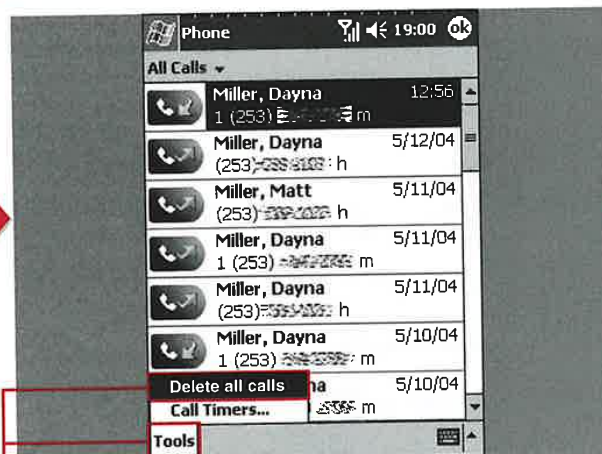 Phone 19:00 ok
All Calls
Miller, Dayna 12:56
1 (253) m
Miller, Dayna 5/12/04
(253) h
Miller, Matt 5/11/04
(253) h
Miller, Dayna 5/11/04
1 (253) m
Miller, Dayna 5/11/04
(253) h
Miller, Dayna 5/10/04
1 (253) m
Delete all calls na 5/10/04
Call Timers... m
Tools